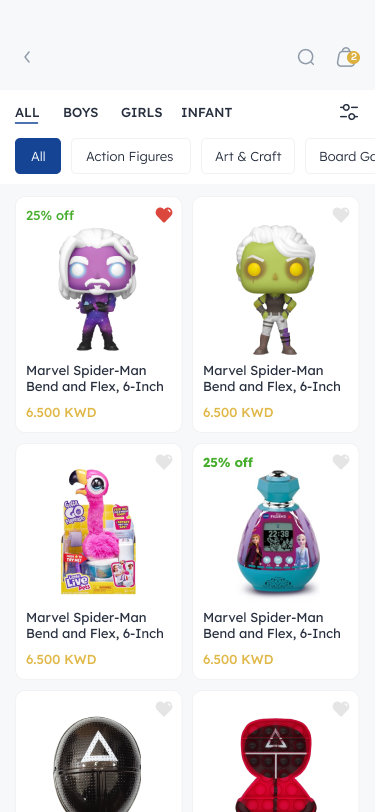 2
ALL BOYS GIRLS INFANT
All Action Figures Art & Craft Board Ga
25% off
Marvel Spider-Man
Bend and Flex, 6-Inch
6.500 KWD
Marvel Spider-Man
Bend and Flex, 6-Inch
6.500 KWD
Live
Marvel Spider-Man
Bend and Flex, 6-Inch
6.500 KWD
25% off
22:38
Marvel Spider-Man
Bend and Flex, 6-Inch
6.500 KWD